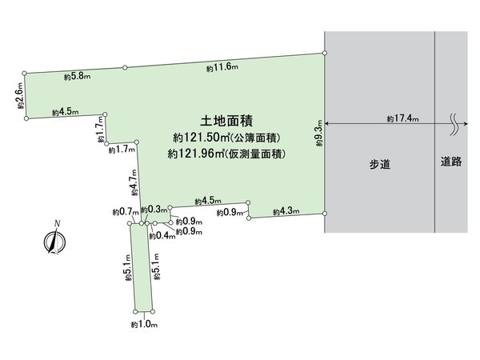 約5.8m
約11.6m
約2.6m
約4.5m
約1.7m
約1.7m
土地面積
約121.50㎡(公簿面積)
約121.96㎡(仮測量面積)
約9.3m
約17.4m
歩道
道路
約4.7m
約4.5m
約0.7m
約0.3m
約0.9m
約0.9m
約4.3m
約0.4m
約0.9m
N
約5.1m
約5.1m
約1.0m